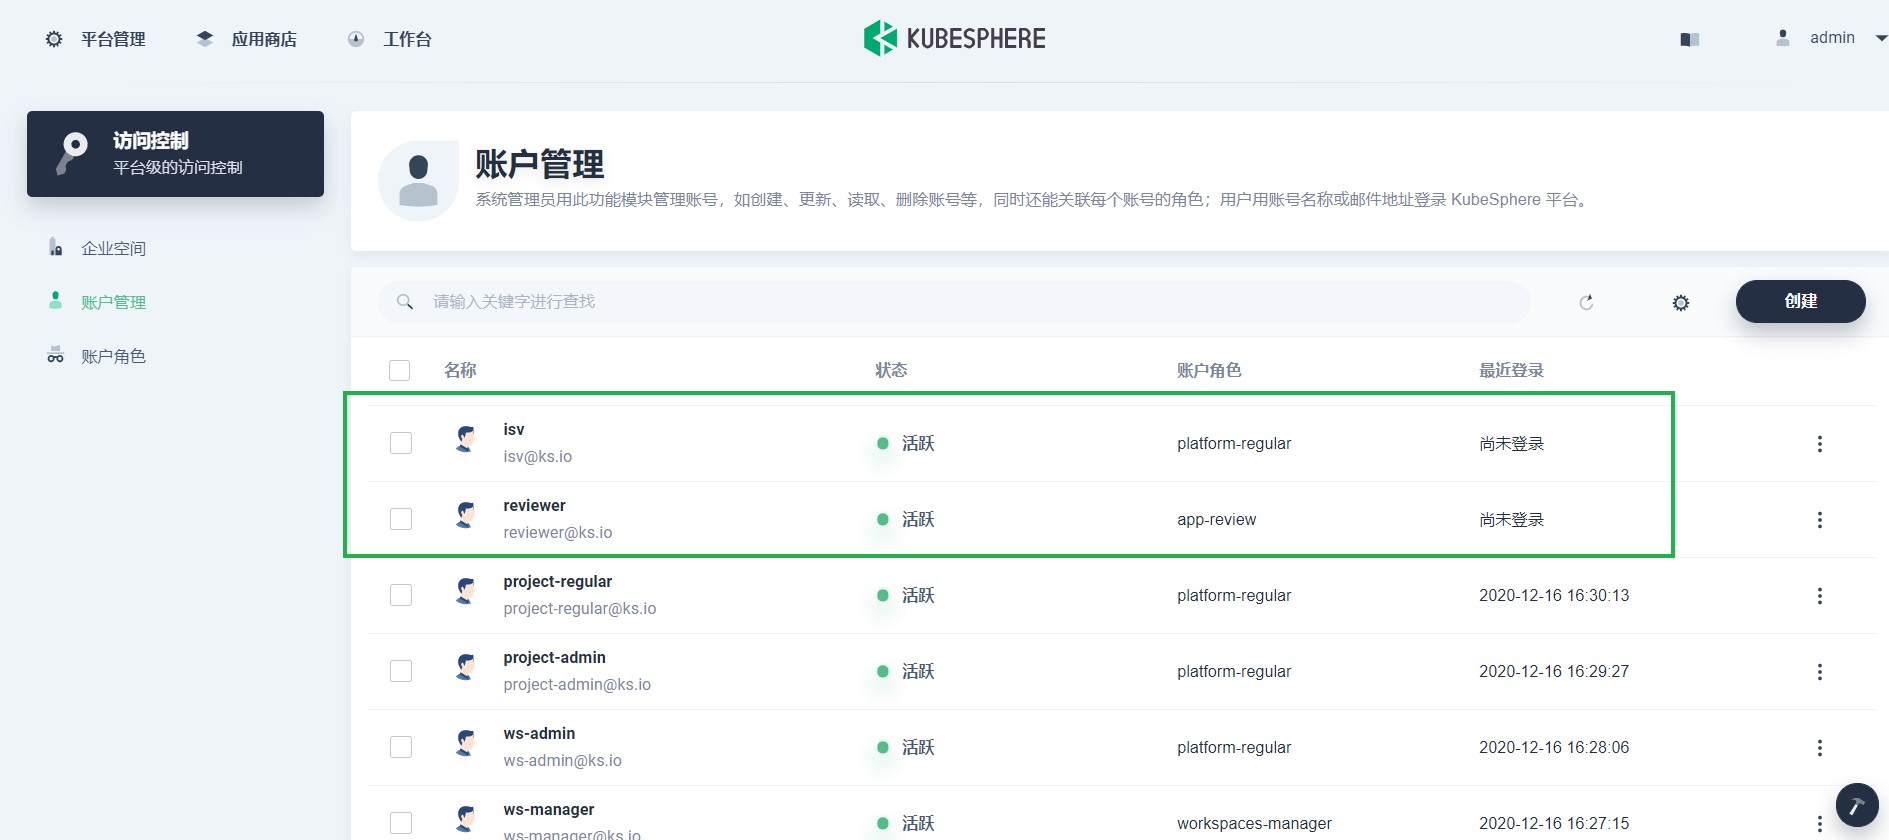 平台管理
应用商店
工作台
KUBESPHERE
admin
访问控制
平台级的访问控制
企业空间
账户管理
账户角色
账户管理
系统管理员用此功能模块管理账号，如创建、更新、读取、删除账号等，同时还能关联每个账号的角色；用户用账号名称或邮件地址登录 KubeSphere 平台。
请输入关键字进行查找
创建
名称 状态 账户角色 最近登录
isv
isv@ks.io
活跃 platform-regular 尚未登录
reviewer
reviewer@ks.io
活跃 app-review 尚未登录
project-regular
project-regular@ks.io
活跃 platform-regular 2020-12-16 16:30:13
project-admin
project-admin@ks.io
活跃 platform-regular 2020-12-16 16:29:27
ws-admin
ws-admin@ks.io
活跃 platform-regular 2020-12-16 16:28:06
ws-manager
ws-manager@ks.io
活跃 workspaces-manager 2020-12-16 16:27:15